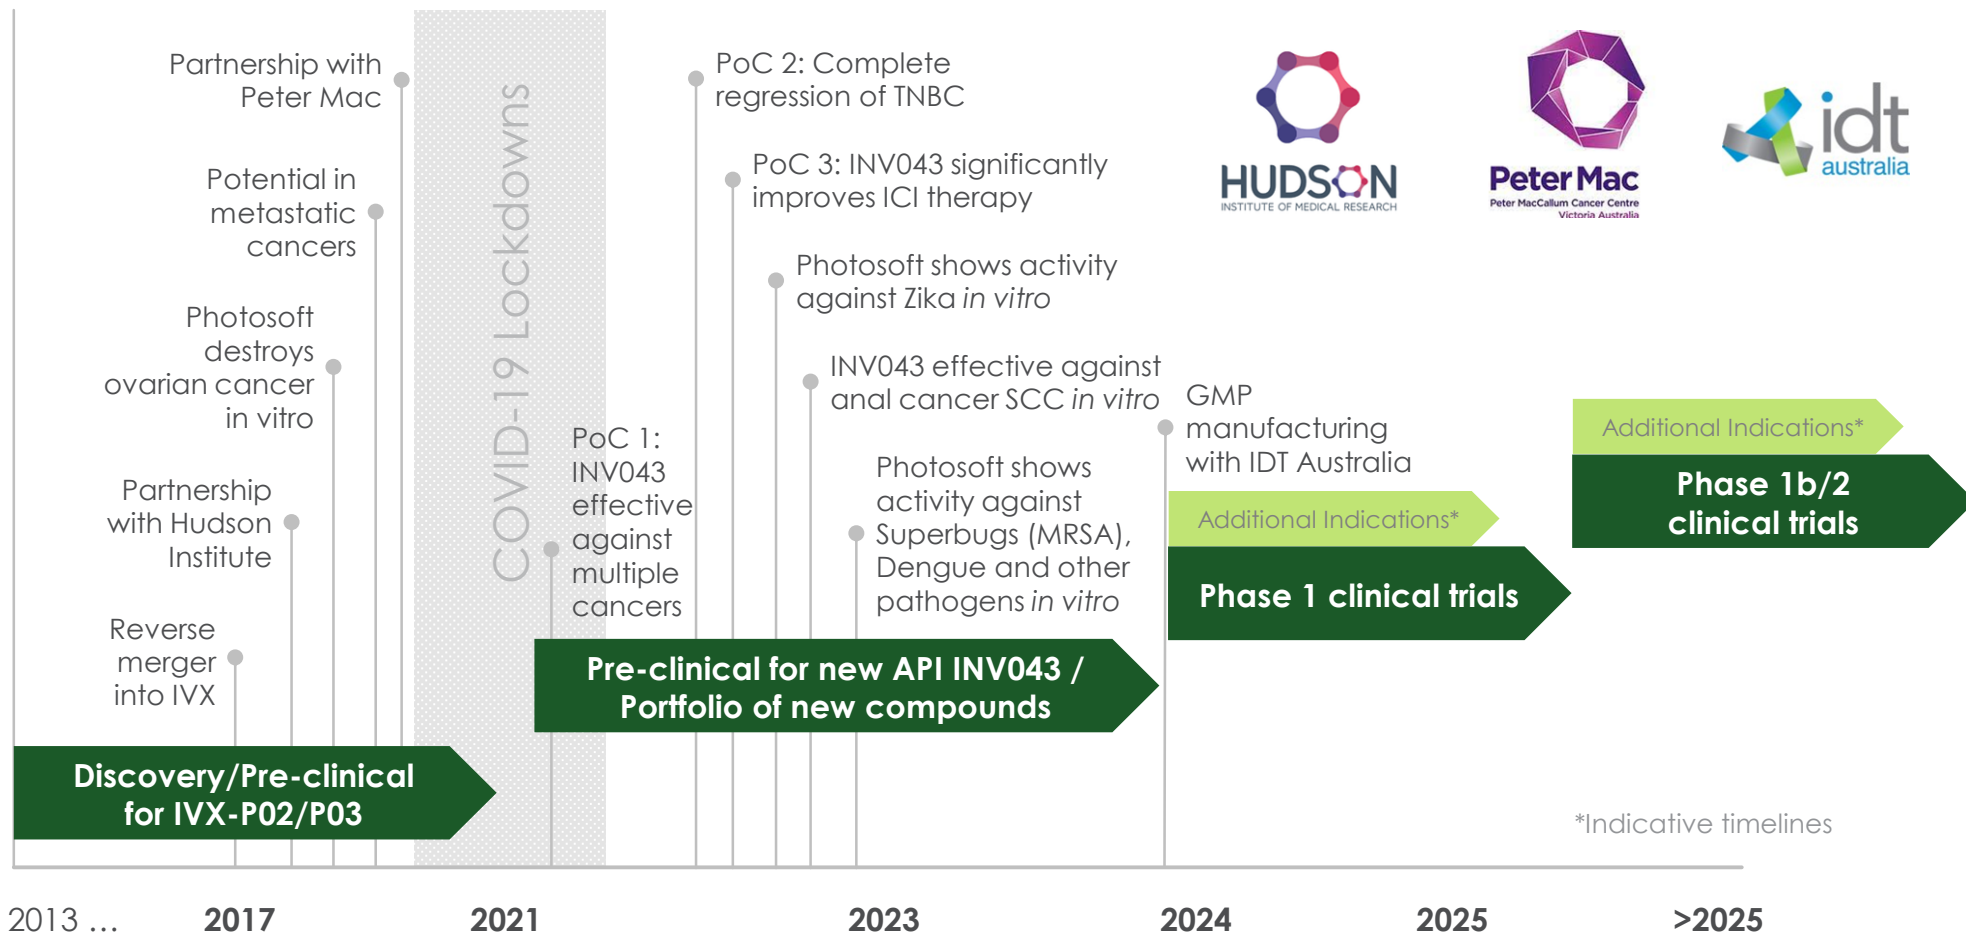 Partnership with
Peter Mac
Potential in
metastatic
cancers
Photosoft
destroys
ovarian cancer
in vitro
Partnership
with Hudson
Institute
Reverse
merger
into IVX
COVID-19 Lockdowns
PoC 1:
INV043
effective
against
multiple
cancers
PoC 2: Complete
regression of TNBC
PoC 3: INV043 significantly
improves ICI therapy
Photosoft shows activity
against Zika in vitro
INV043 effective against
anal cancer SCC in vitro
Photosoft shows
activity against
Superbugs (MRSA),
Dengue and other
pathogens in vitro
GMP
manufacturing
with IDT Australia
HUDSON
INSTITUTE OF MEDICAL RESEARCH
Peter Mac
Peter MacCallum Cancer Centre
Victoria Australia
idt
australia
Additional Indications*
Phase 1b/2
clinical trials
Additional Indications*
Phase 1 clinical trials
Pre-clinical for new API INV043 /
Portfolio of new compounds
Discovery/Pre-clinical
for IVX-P02/P03
*Indicative timelines
2013 ... 2017 2021 2023 2024 2025 >2025